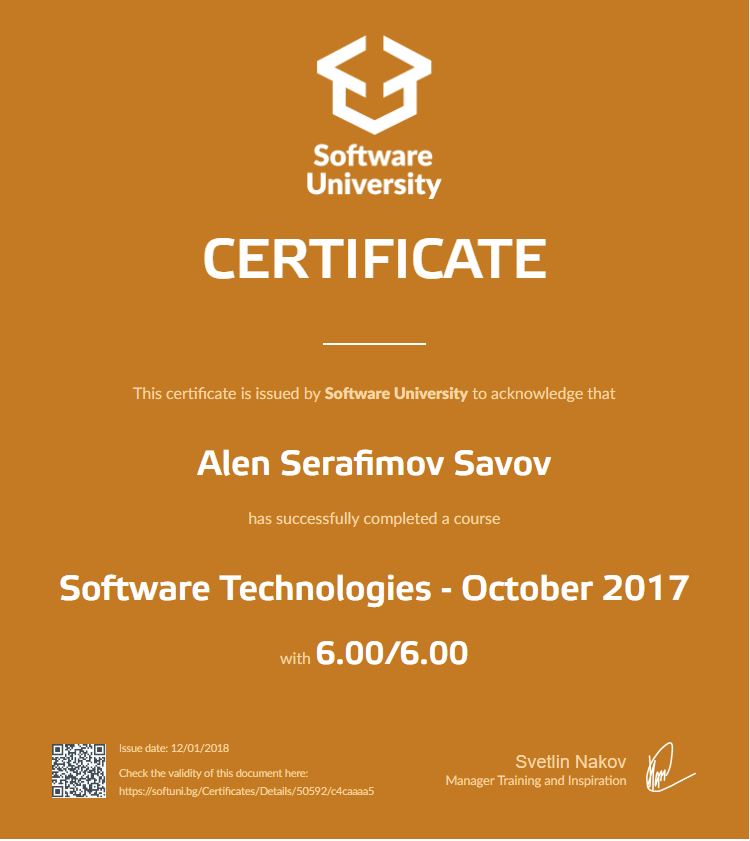 Software
University
CERTIFICATE
This certificate is issued by Software University to acknowledge that
Alen Serafimov Savov
has successfully completed a course
Software Technologies - October 2017
with 6.00/6.00
Issue date: 12/01/2018
Check the validity of this document here:
https://softuni.bg/Certificates/Details/50592/c4caaaa5
Svetlin Nakov
Manager Training and Inspiration